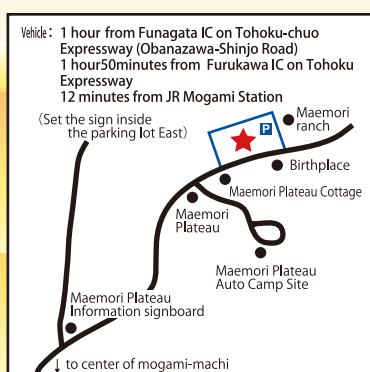 Vehicle: 1 hour from Funagata IC on Tohoku-chuo
Expressway (Obanazawa-Shinjo Road)
1 hour50minutes from Furukawa IC on Tohoku
Expressway
12 minutes from JR Mogami Station
(Set the sign inside
the parking lot East)
P
Maemori
ranch
Birthplace
Maemori Plateau Cottage
Maemori
Plateau
Maemori Plateau
Auto Camp Site
Maemori Plateau
Information signboard
↓ to center of mogami-machi